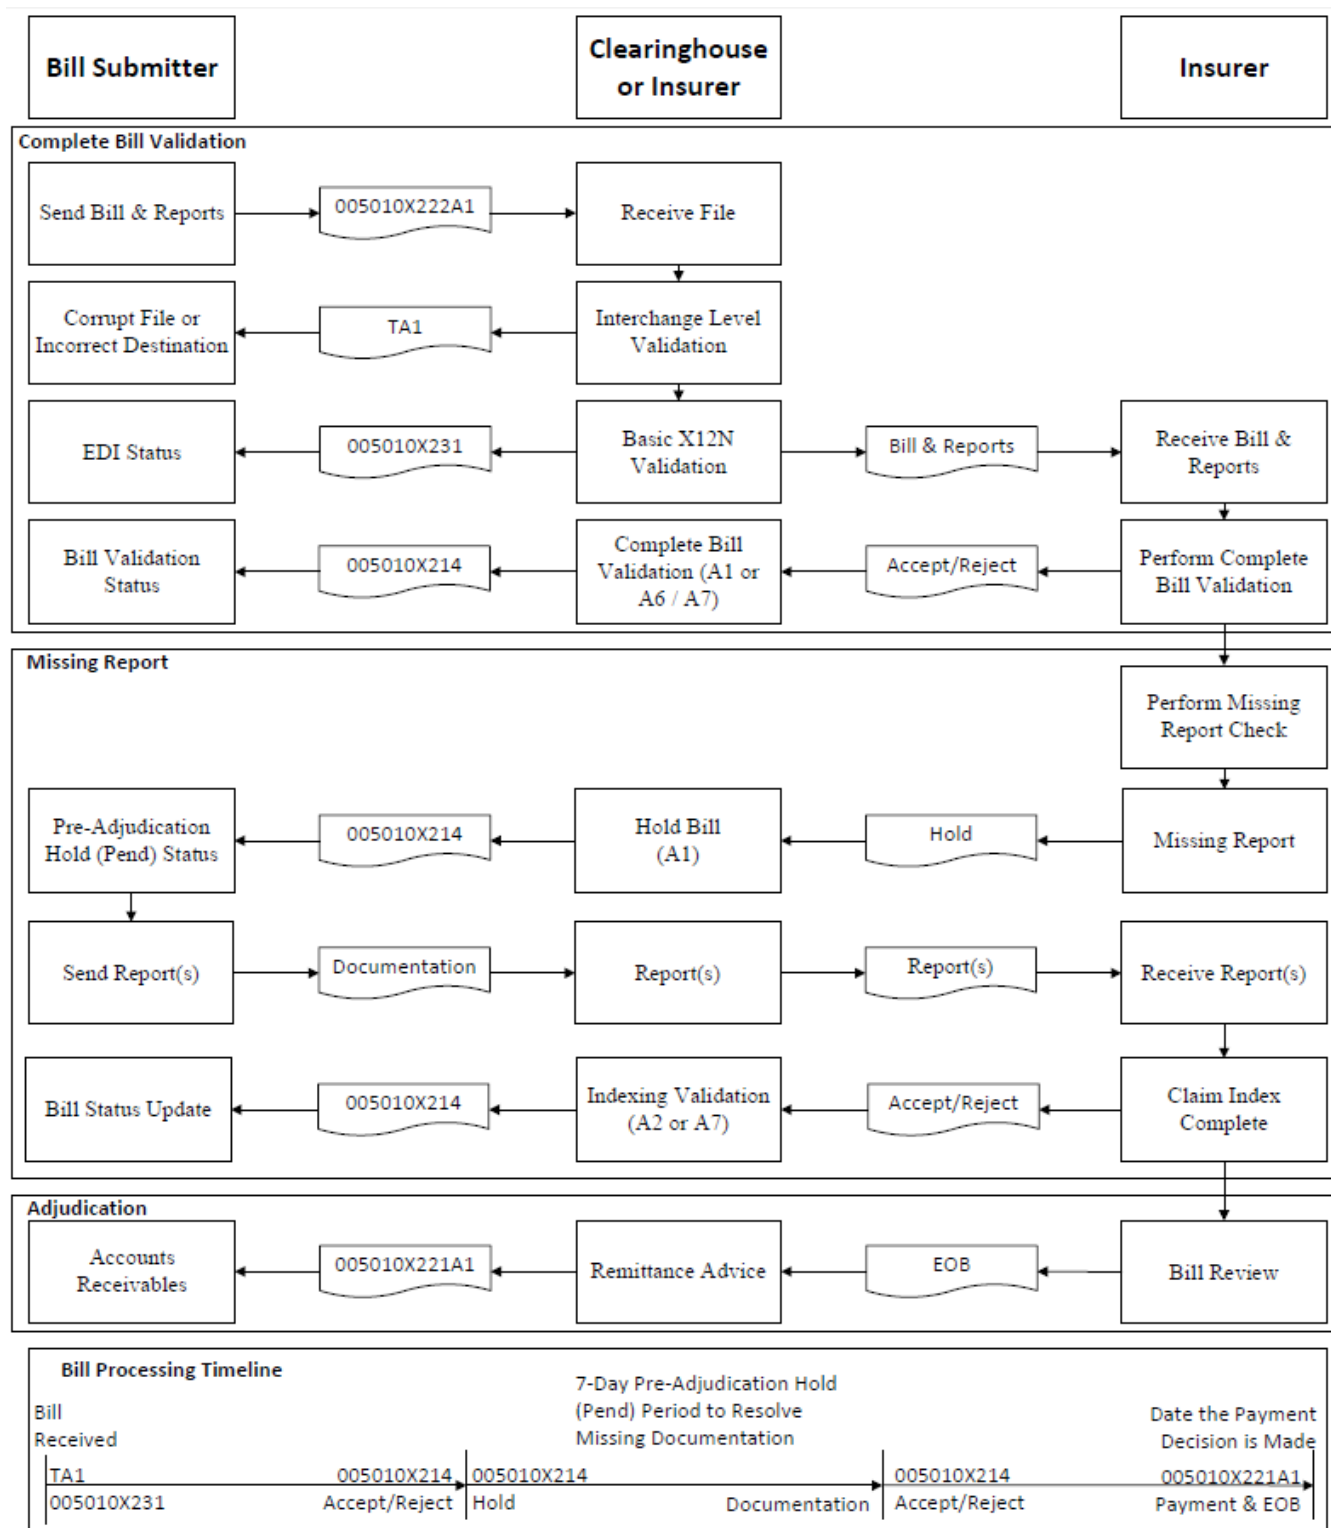 Bill Submitter
Clearinghouse
or Insurer
Insurer
Complete Bill Validation
Send Bill & Reports
005010X222A1
Receive File
Corrupt File or
Incorrect Destination
TA1
Interchange Level
Validation
EDI Status
005010X231
Basic X12N
Validation
Bill & Reports
Receive Bill &
Reports
Bill Validation
Status
005010X214
Complete Bill
Validation (A1 or
A6 / A7)
Accept/Reject
Perform Complete
Bill Validation
Missing Report
Perform Missing
Report Check
Pre-Adjudication
Hold (Pend) Status
005010X214
Hold Bill
(A1)
Hold
Missing Report
Send Report(s)
Documentation
Report(s)
Report(s)
Receive Report(s)
Bill Status Update
005010X214
Indexing Validation
(A2 or A7)
Accept/Reject
Claim Index
Complete
Adjudication
Accounts
Receivables
005010X221A1
Remittance Advice
EOB
Bill Review
Bill Processing Timeline
Bill
Received
7-Day Pre-Adjudication Hold
(Pend) Period to Resolve
Missing Documentation
Date the Payment
Decision is Made
TA1
005010X214
005010X214
005010X214
005010X221A1
005010X231
Accept/Reject
Hold
Documentation
Accept/Reject
Payment & EOB